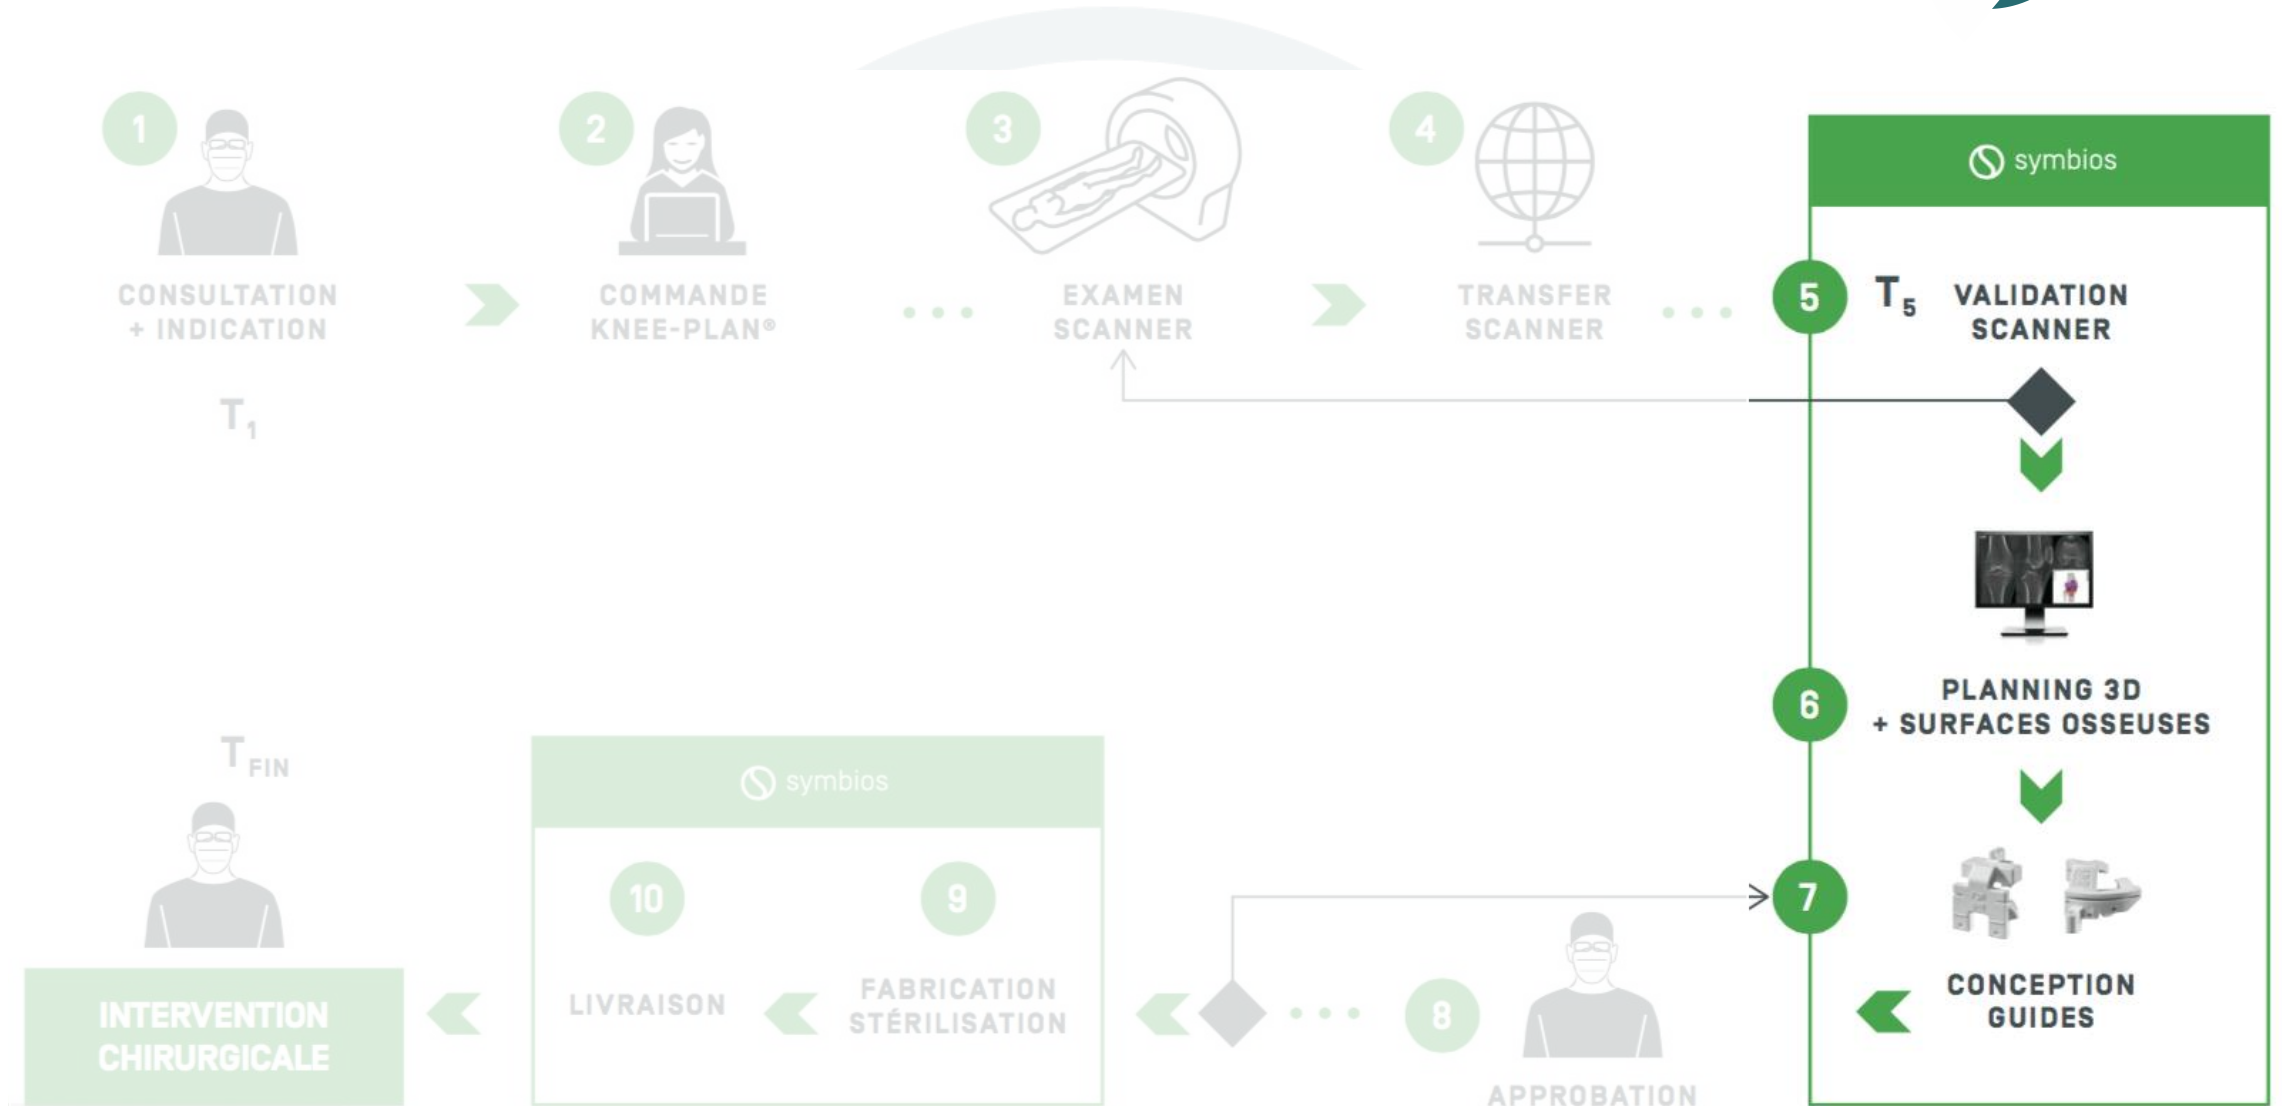 1
CONSULTATION
+ INDICATION
T1
2
COMMANDE
KNEE-PLAN®
3
EXAMEN
SCANNER
4
TRANSFER
SCANNER
symbios
5
T5
VALIDATION
SCANNER
6
PLANNING 3D
+ SURFACES OSSEUSES
7
CONCEPTION
GUIDES
8
APPROBATION
symbios
9
FABRICATION
STÉRILISATION
10
LIVRAISON
TFIN
INTERVENTION
CHIRURGICALE